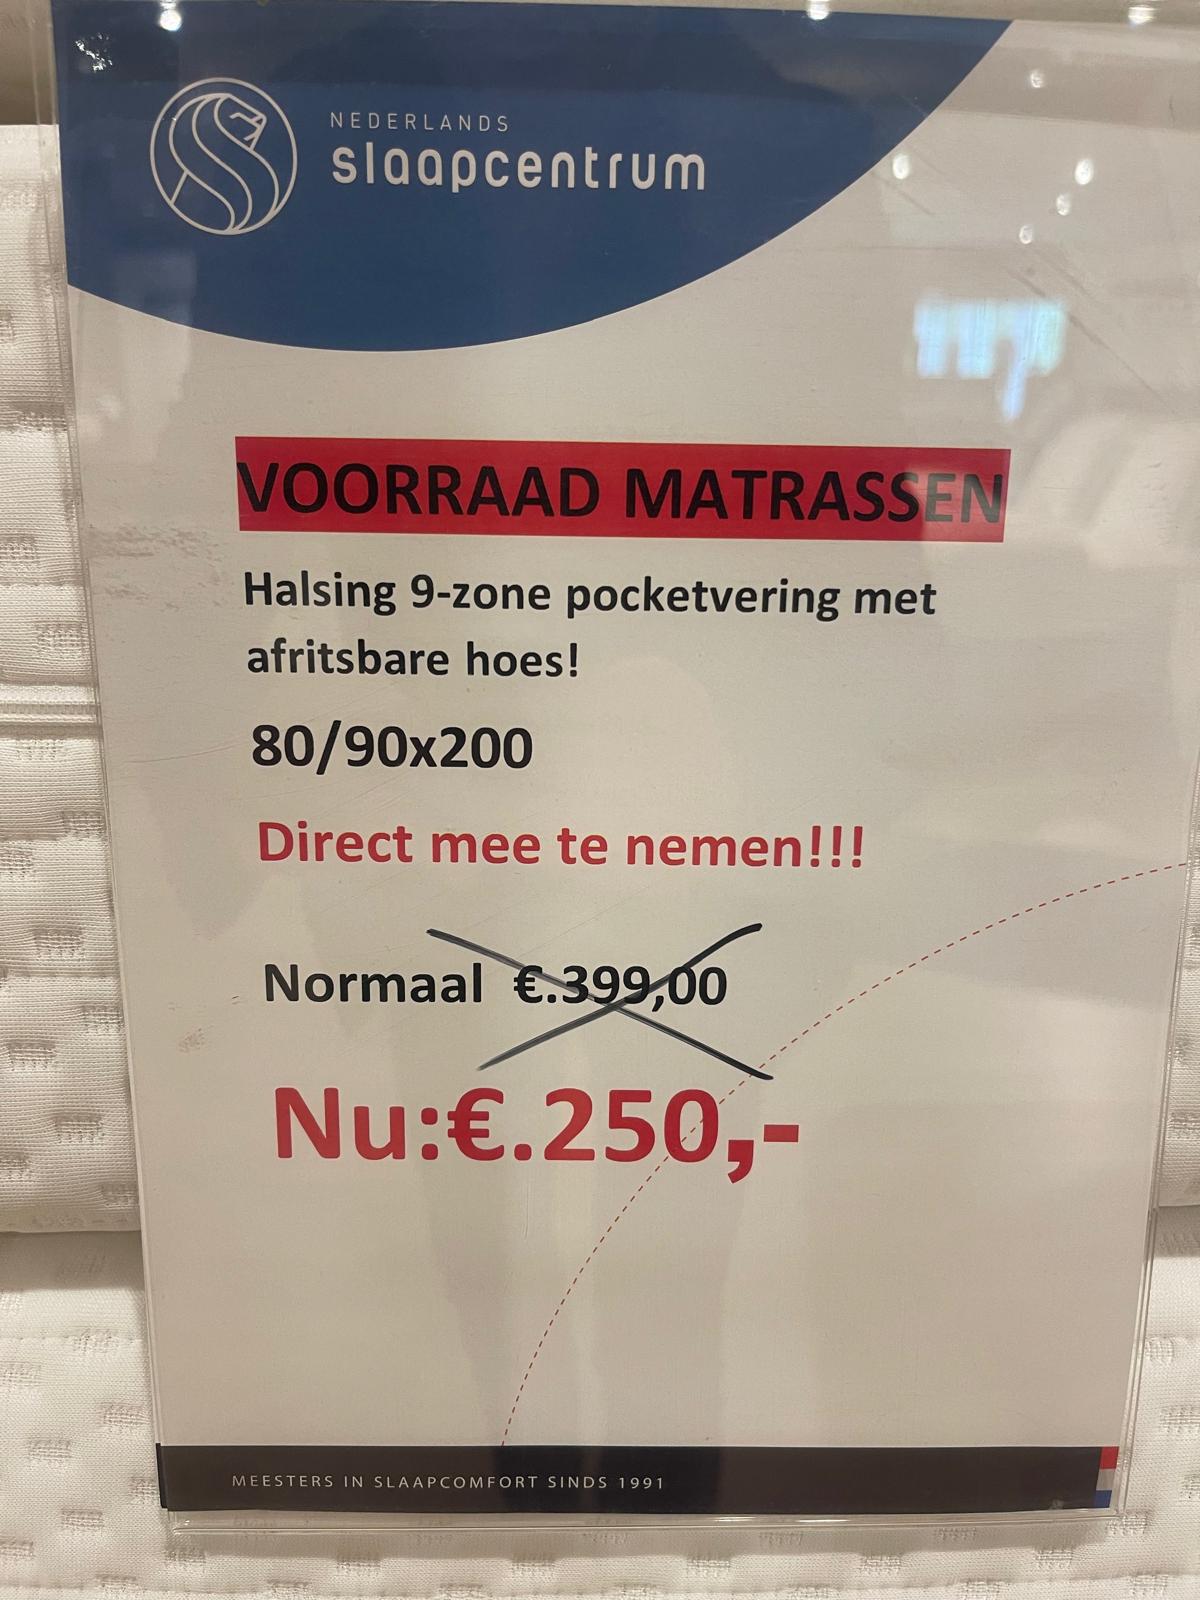 NEDERLANDS
slaapcentrum
VOORRAAD MATRASSEN
Halsing 9-zone pocketvering met
afritsbare hoes!
80/90x200
Direct mee te nemen!!!
Normaal €.399,00
Nu:€.250,-
MEESTERS IN SLAAPCOMFORT SINDS 1991